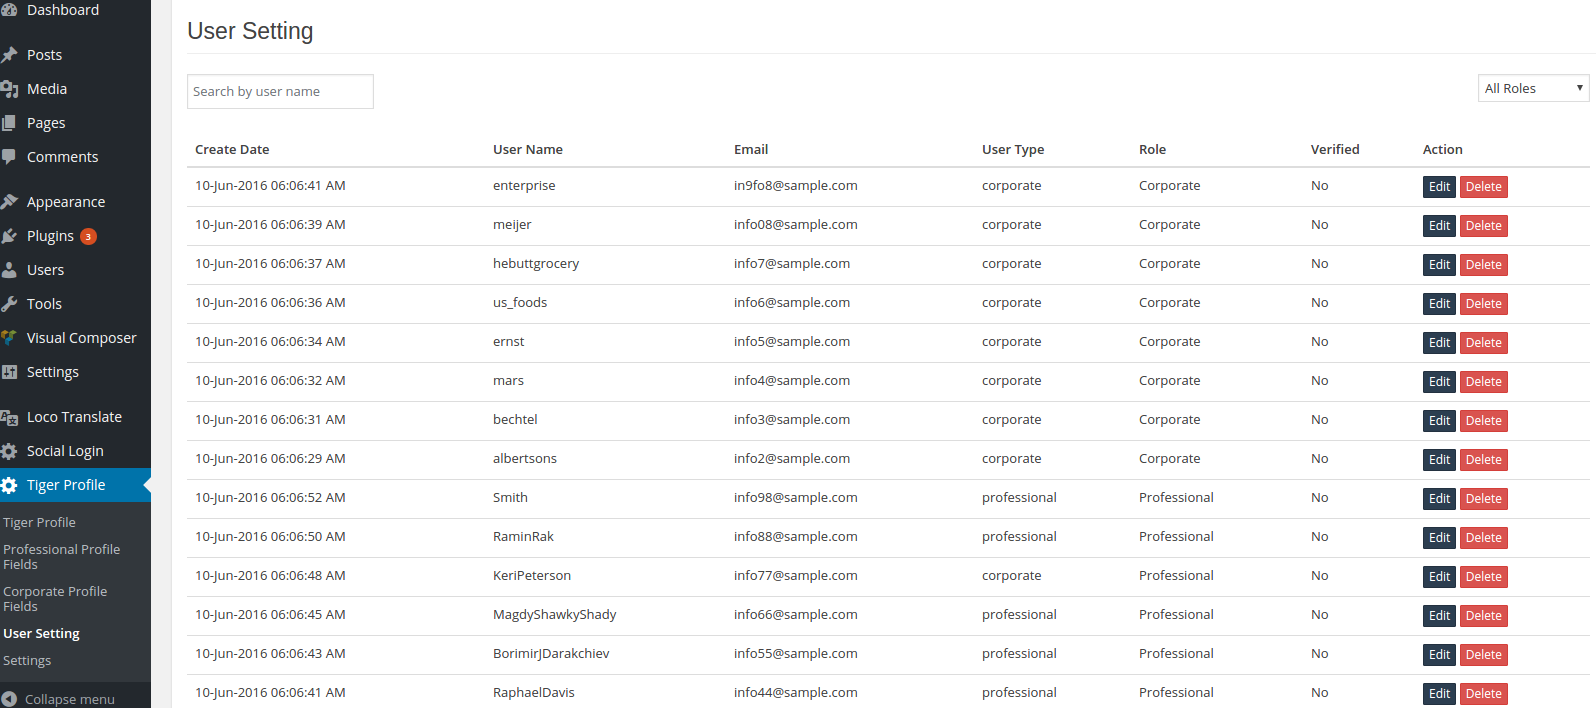 Dashboard
Posts
Media
Pages
Comments
Appearance
Plugins 3
Users
Tools
Visual Composer
Settings
Loco Translate
Social Login
Tiger Profile
Tiger Profile
Professional Profile
Fields
Corporate Profile
Fields
User Setting
Settings
Collapse menu
User Setting
Search by user name
All Roles
Create Date User Name Email User Type Role Verified Action
10-Jun-2016 06:06:41 AM enterprise in9fo8@sample.com corporate Corporate No Edit Delete
10-Jun-2016 06:06:39 AM meijer info08@sample.com corporate Corporate No Edit Delete
10-Jun-2016 06:06:37 AM hebuttgrocery info7@sample.com corporate Corporate No Edit Delete
10-Jun-2016 06:06:36 AM us_foods info6@sample.com corporate Corporate No Edit Delete
10-Jun-2016 06:06:34 AM ernst info5@sample.com corporate Corporate No Edit Delete
10-Jun-2016 06:06:32 AM mars info4@sample.com corporate Corporate No Edit Delete
10-Jun-2016 06:06:31 AM bechtel info3@sample.com corporate Corporate No Edit Delete
10-Jun-2016 06:06:29 AM albertsons info2@sample.com corporate Corporate No Edit Delete
10-Jun-2016 06:06:52 AM Smith info98@sample.com professional Professional No Edit Delete
10-Jun-2016 06:06:50 AM RaminRak info88@sample.com professional Professional No Edit Delete
10-Jun-2016 06:06:48 AM KeriPeterson info77@sample.com corporate Professional No Edit Delete
10-Jun-2016 06:06:45 AM MagdyShawkyShady info66@sample.com professional Professional No Edit Delete
10-Jun-2016 06:06:43 AM BorimirJDarakchiev info55@sample.com professional Professional No Edit Delete
10-Jun-2016 06:06:41 AM RaphaelDavis info44@sample.com professional Professional No Edit Delete